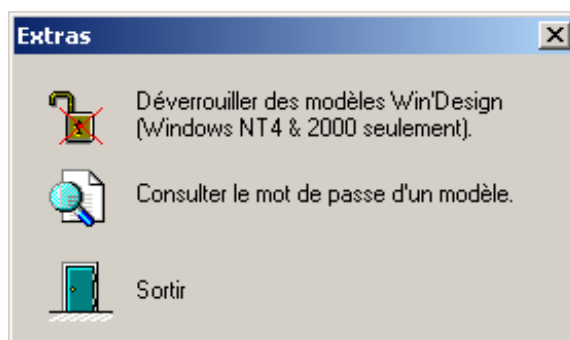 Extras
Déverrouiller des modèles Win'Design
(Windows NT4 & 2000 seulement).
Consulter le mot de passe d'un modèle.
Sortir